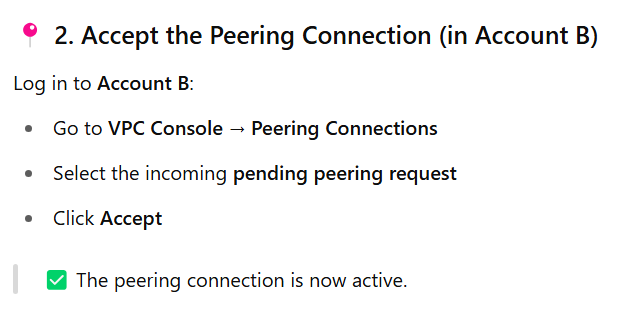 📍 2. Accept the Peering Connection (in Account B)
Log in to Account B:
• Go to VPC Console → Peering Connections
• Select the incoming pending peering request
• Click Accept
✅ The peering connection is now active.